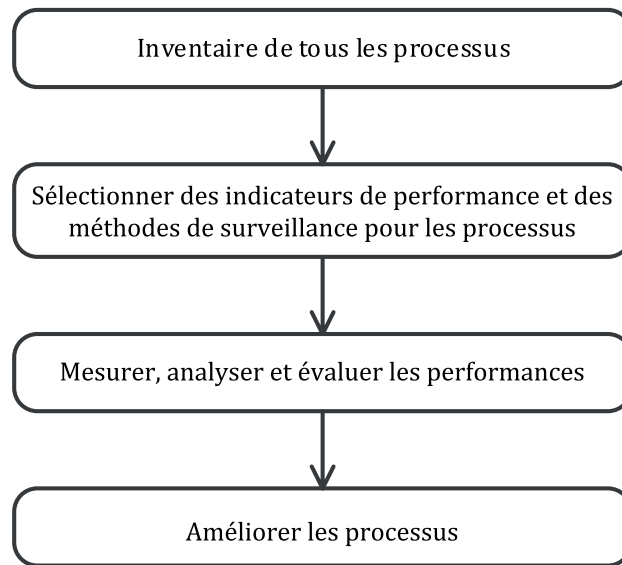 Inventaire de tous les processus
Sélectionner des indicateurs de performance et des
méthodes de surveillance pour les processus
Mesurer, analyser et évaluer les performances
Améliorer les processus